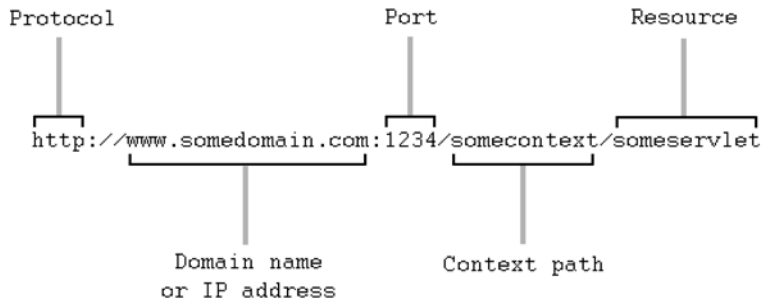 Protocol
Port
Resource
http://www.somedomain.com:1234/somecontext/someservlet
Domain name
or IP address
Context path